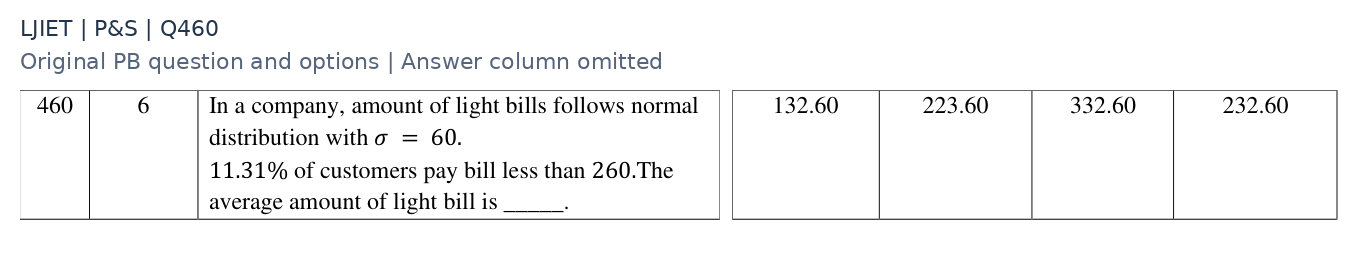 LJIET | P&S | Q460
Original PB question and options | Answer column omitted
460 6 In a company, amount of light bills follows normal 132.60 223.60 332.60 232.60
distribution with 𝜎 = 60.
11.31% of customers pay bill less than 260.The
average amount of light bill is _____.